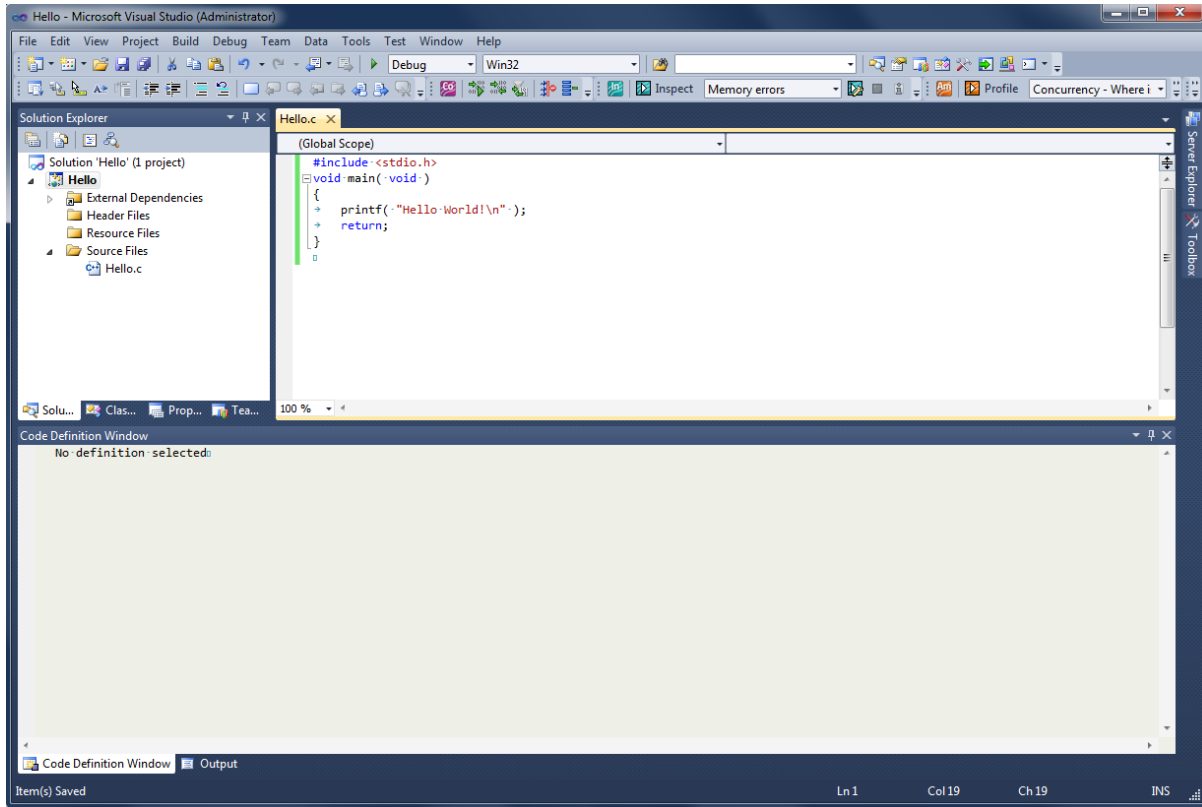 Hello - Microsoft Visual Studio (Administrator)
File Edit View Project Build Debug Team Data Tools Test Window Help
Debug Win32
Inspect Memory errors Profile Concurrency - Where i
Solution Explorer
Solution 'Hello' (1 project)
Hello
External Dependencies
Header Files
Resource Files
Source Files
Hello.c
Solu... Clas... Prop... Tea...
Hello.c
(Global Scope)
#include <stdio.h>
void main( void )
{
printf( "Hello World!\n" );
return;
}
100 %
Server Explorer
Toolbox
Code Definition Window
No definition selected
Code Definition Window Output
Item(s) Saved Ln 1 Col 19 Ch 19 INS